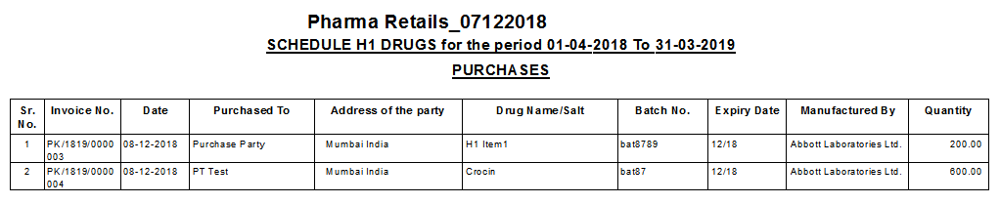 Pharma Retails_07122018
SCHEDULE H1 DRUGS for the period 01-04-2018 To 31-03-2019
PURCHASES
Sr. No. Invoice No. Date Purchased To Address of the party Drug Name/Salt Batch No. Expiry Date Manufactured By Quantity
1 PK/1819/0000 08-12-2018 Purchase Party Mumbai India H1 Item1 bat8789 12/18 Abbott Laboratories Ltd. 200.00
003
2 PK/1819/0000 08-12-2018 PT Test Mumbai India Crocin bat87 12/18 Abbott Laboratories Ltd. 600.00
004